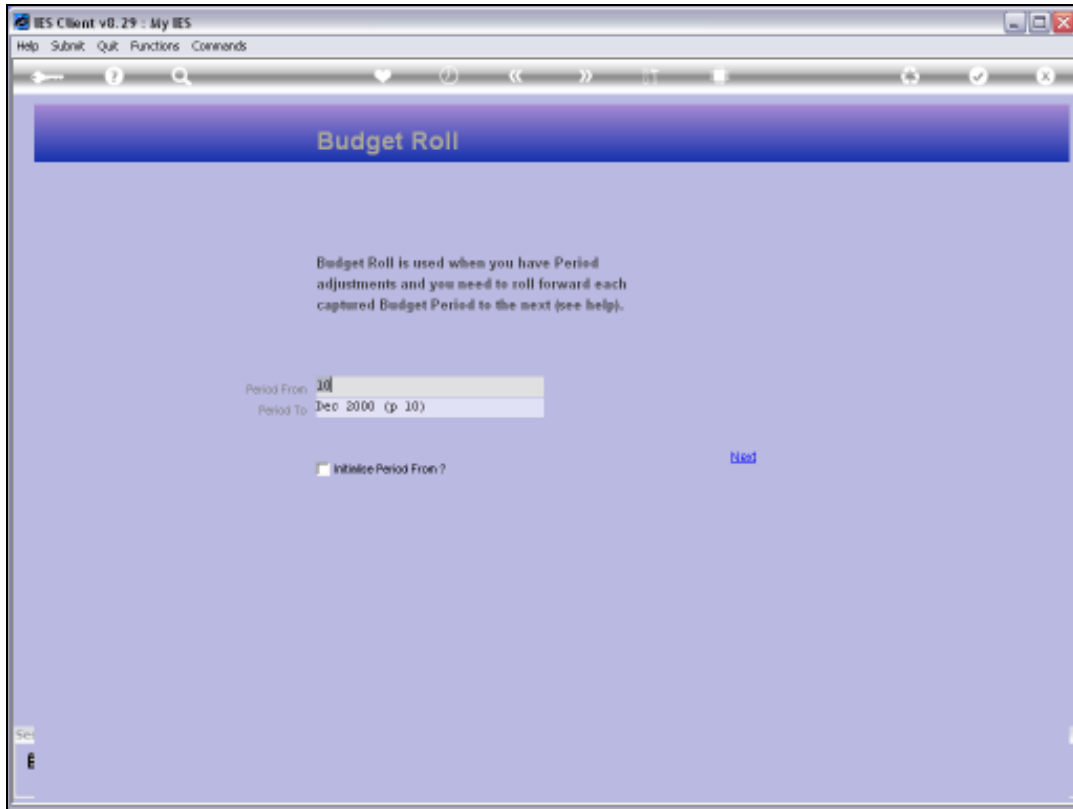 IES Client v8.29 : My IES
Help Submit Quit Functions Commands
Budget Roll
Budget Roll is used when you have Period
adjustments and you need to roll forward each
captured Budget Period to the next (see help).
Period From 10
Period To Dec 2000 (p 10)
Initialise Period From ?
Next